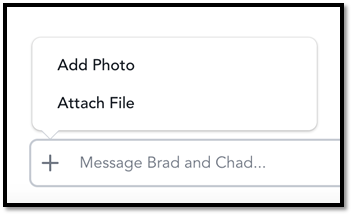 Add Photo
Attach File
Message Brad and Chad...